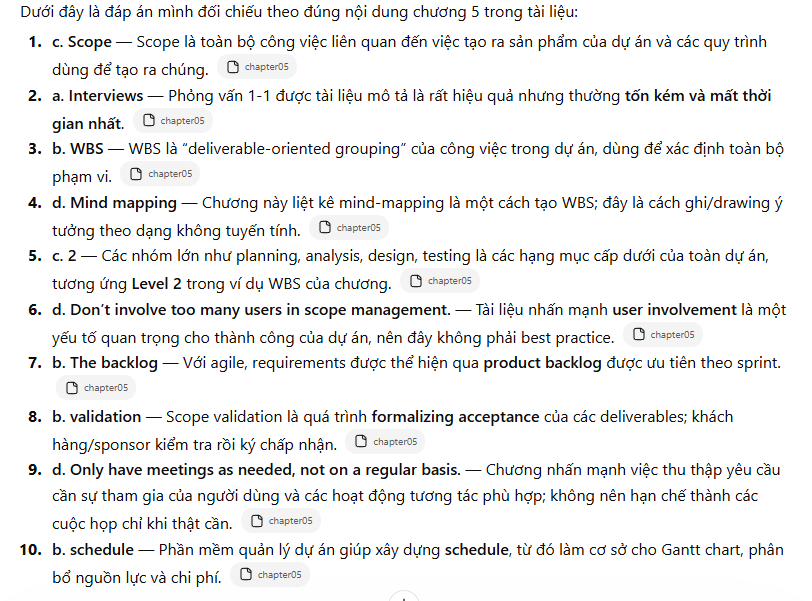 Dưới đây là đáp án mình đối chiếu theo đúng nội dung chương 5 trong tài liệu:
1. c. Scope — Scope là toàn bộ công việc liên quan đến việc tạo ra sản phẩm của dự án và các quy trình
dùng để tạo ra chúng. chapter05
2. a. Interviews — Phỏng vấn 1-1 được tài liệu mô tả là rất hiệu quả nhưng thường tốn kém và mất thời
gian nhất. chapter05
3. b. WBS — WBS là “deliverable-oriented grouping” của công việc trong dự án, dùng để xác định toàn bộ
phạm vi. chapter05
4. d. Mind mapping — Chương này liệt kê mind-mapping là một cách tạo WBS; đây là cách ghi/drawing ý
tưởng theo dạng không tuyến tính. chapter05
5. c. 2 — Các nhóm lớn như planning, analysis, design, testing là các hạng mục cấp dưới của toàn dự án,
tương ứng Level 2 trong ví dụ WBS của chương. chapter05
6. d. Don’t involve too many users in scope management. — Tài liệu nhấn mạnh user involvement là một
yếu tố quan trọng cho thành công của dự án, nên đây không phải best practice. chapter05
7. b. The backlog — Với agile, requirements được thể hiện qua product backlog được ưu tiên theo sprint.
chapter05
8. b. validation — Scope validation là quá trình formalizing acceptance của các deliverables; khách
hàng/sponsor kiểm tra rồi ký chấp nhận. chapter05
9. d. Only have meetings as needed, not on a regular basis. — Chương nhấn mạnh việc thu thập yêu cầu
cần sự tham gia của người dùng và các hoạt động tương tác phù hợp; không nên hạn chế thành các
cuộc họp chỉ khi thật cần. chapter05
10. b. schedule — Phần mềm quản lý dự án giúp xây dựng schedule, từ đó làm cơ sở cho Gantt chart, phân
bổ nguồn lực và chi phí. chapter05